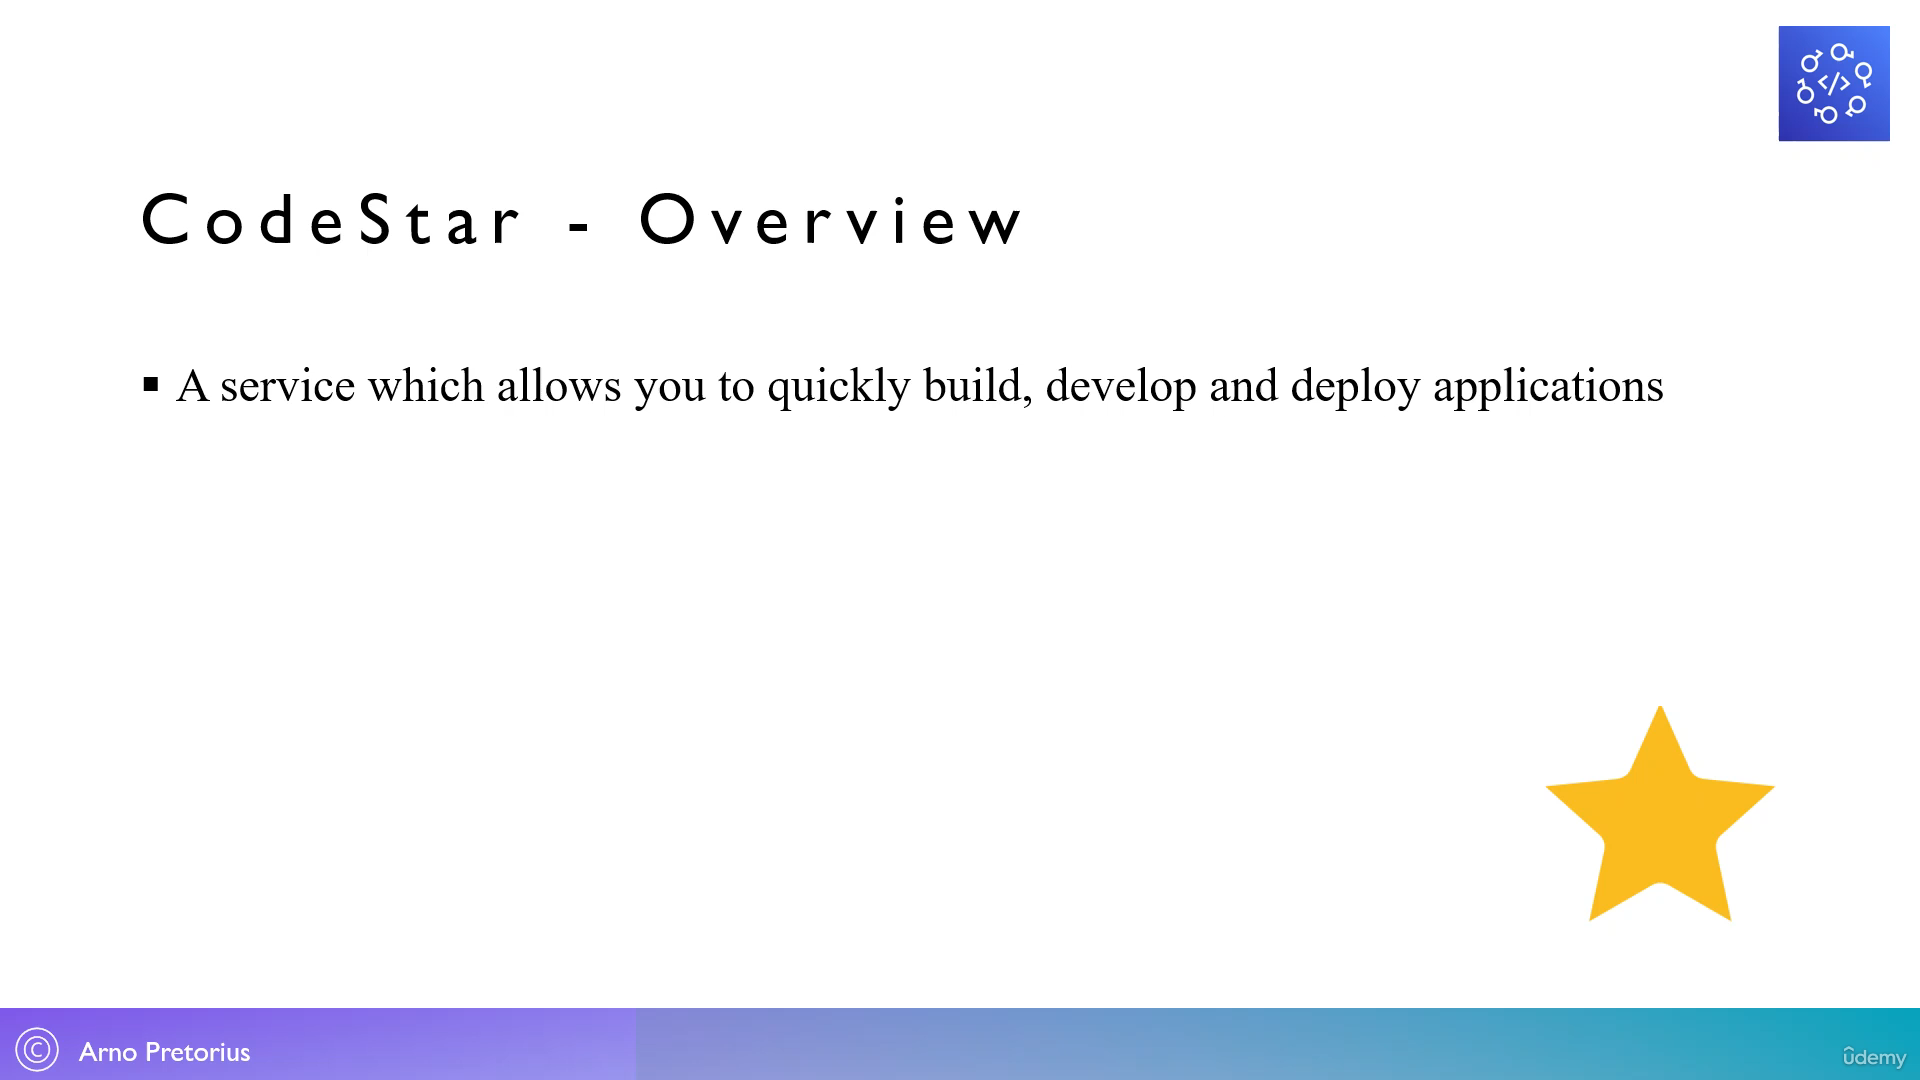 CodeStar - Overview
▪ A service which allows you to quickly build, develop and deploy applications
© Arno Pretorius
udemy